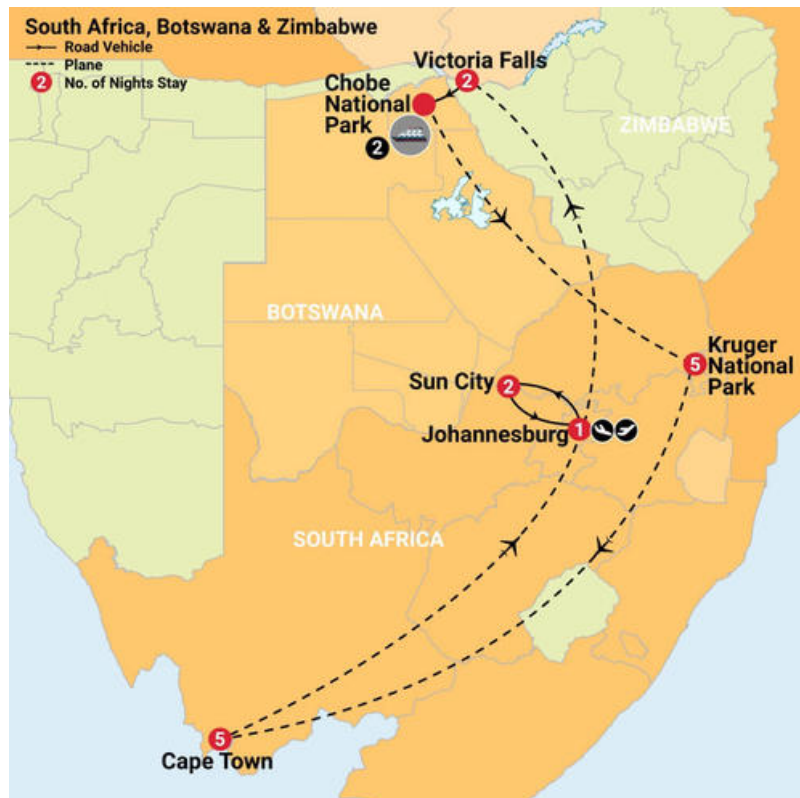 South Africa, Botswana & Zimbabwe
Road Vehicle
Plane
2 No. of Nights Stay
Victoria Falls
2
Chobe
National
Park
2
ZIMBABWE
BOTSWANA
Kruger
5 National
Park
Sun City 2
Johannesburg 1
SOUTH AFRICA
5
Cape Town